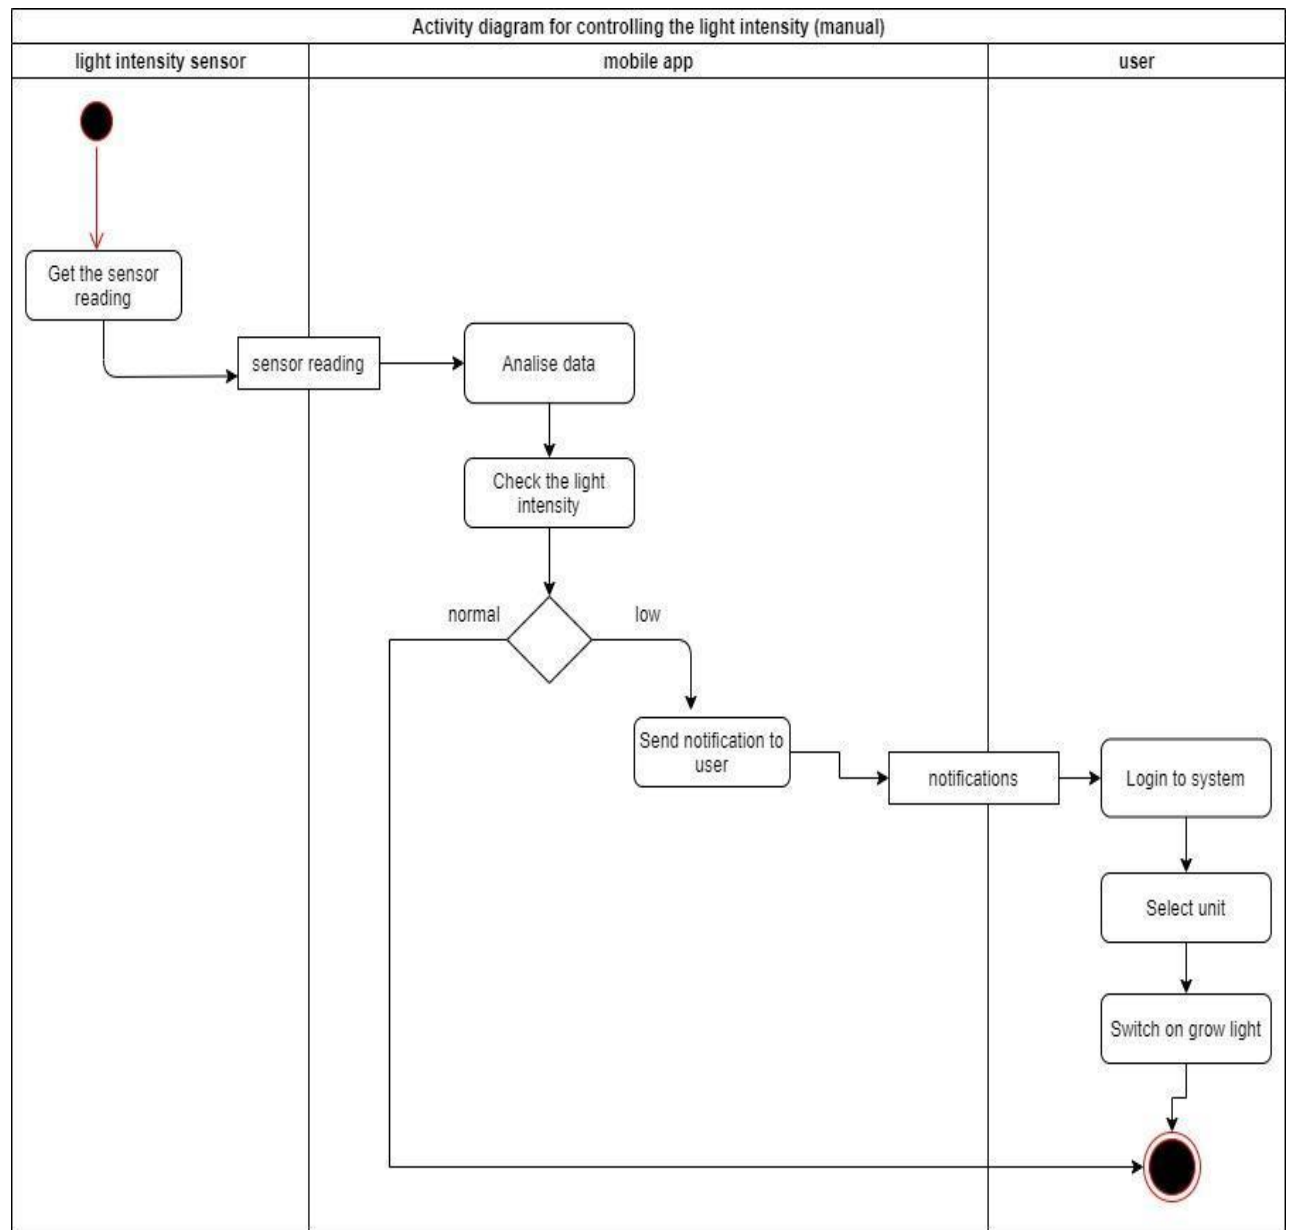 Activity diagram for controlling the light intensity (manual)
light intensity sensor
mobile app
user
Get the sensor
reading
sensor reading
Analise data
Check the light
intensity
normal
low
Send notification to
user
notifications
Login to system
Select unit
Switch on grow light